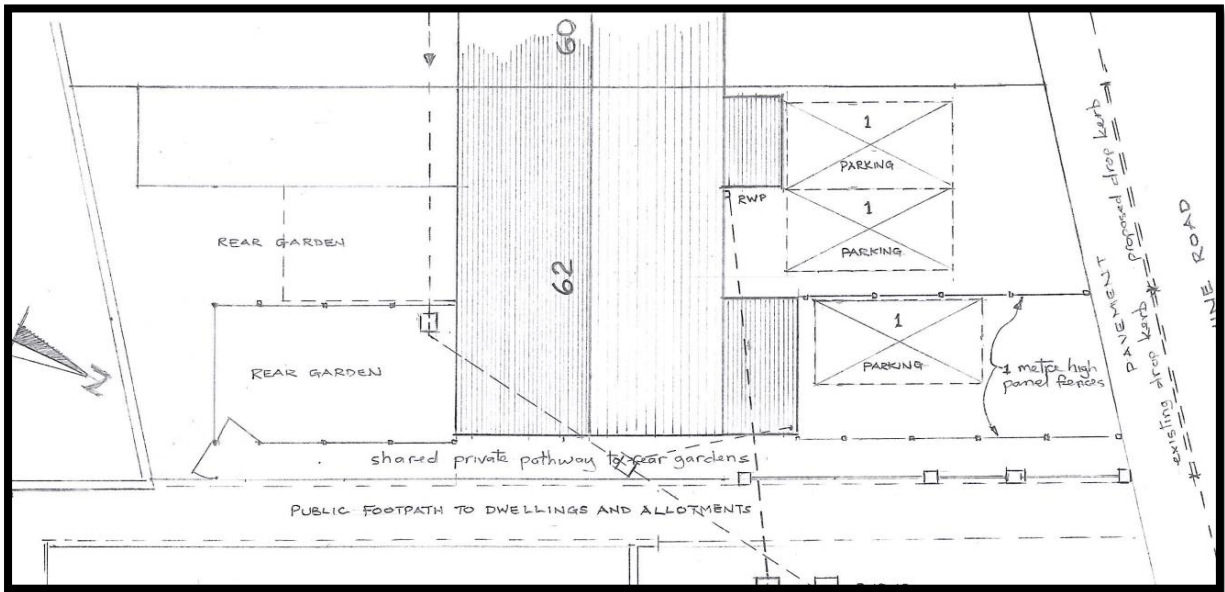 60
1
PARKING
RWP
1
PARKING
REAR GARDEN
62
1
PARKING
REAR GARDEN
1 metre high
panel fences
PAVEMENT
existing drop kerb
proposed drop kerb
ROAD
N
shared private pathway to rear gardens
PUBLIC FOOTPATH TO DWELLINGS AND ALLOTMENTS